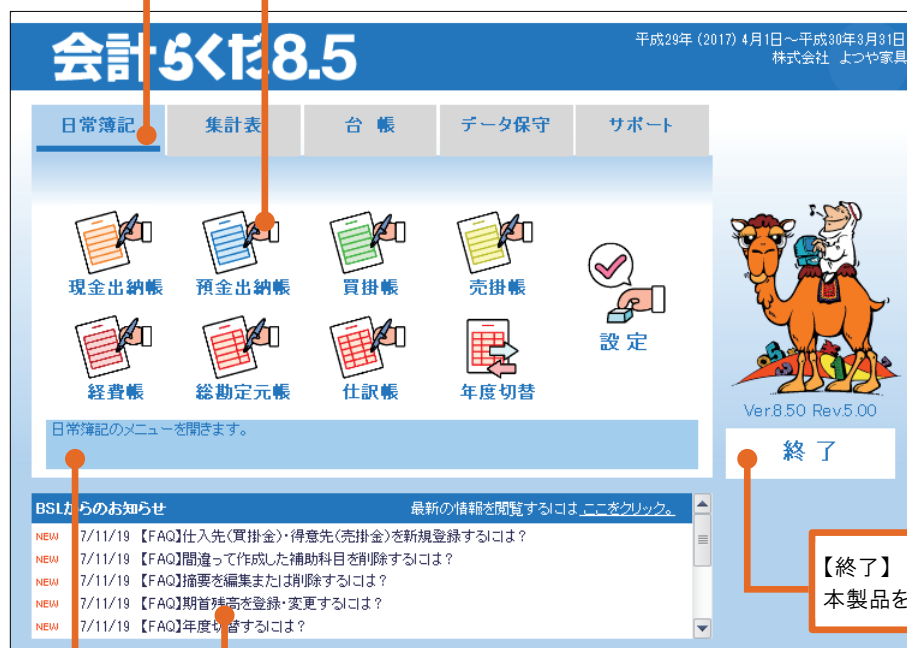 会計らくだ8.5
平成29年 (2017) 4月1日～平成30年3月31日
株式会社 よつや家具
日常簿記 集計表 台 帳 データ保守 サポート
現金出納帳 預金出納帳 買掛帳 売掛帳
設 定
経費帳 総勘定元帳 仕訳帳 年度切替
Ver.8.50 Rev.5.00
日常簿記のメニューを開きます。
終 了
BSLからのお知らせ 最新の情報を閲覧するには ここをクリック。
NEW 7/11/19 【FAQ】仕入先(買掛金)・得意先(売掛金)を新規登録するには？
NEW 7/11/19 【FAQ】間違って作成した補助科目を削除するには？
NEW 7/11/19 【FAQ】摘要を編集または削除するには？
NEW 7/11/19 【FAQ】期首残高を登録・変更するには？
NEW 7/11/19 【FAQ】年度切替するには？
【終了】
本製品を